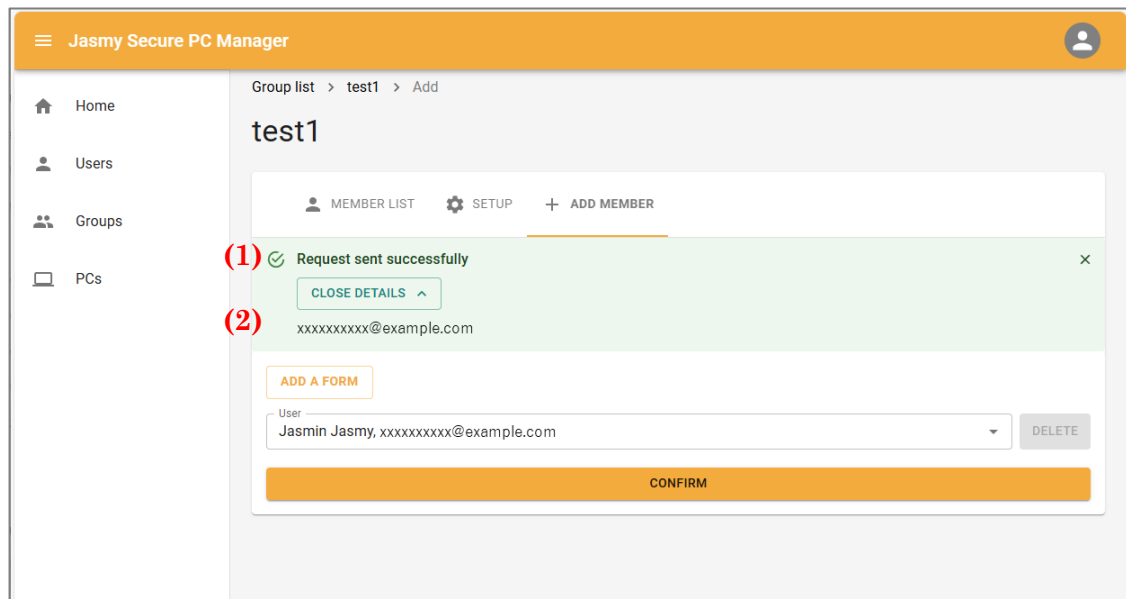 Jasmy Secure PC Manager
Home
Users
Groups
PCs
Group list > test1 > Add
test1
MEMBER LIST
SETUP
ADD MEMBER
(1)
Request sent successfully
CLOSE DETAILS
(2)
xxxxxxxxxx@example.com
ADD A FORM
User
Jasmin Jasmy, xxxxxxxxxx@example.com
DELETE
CONFIRM